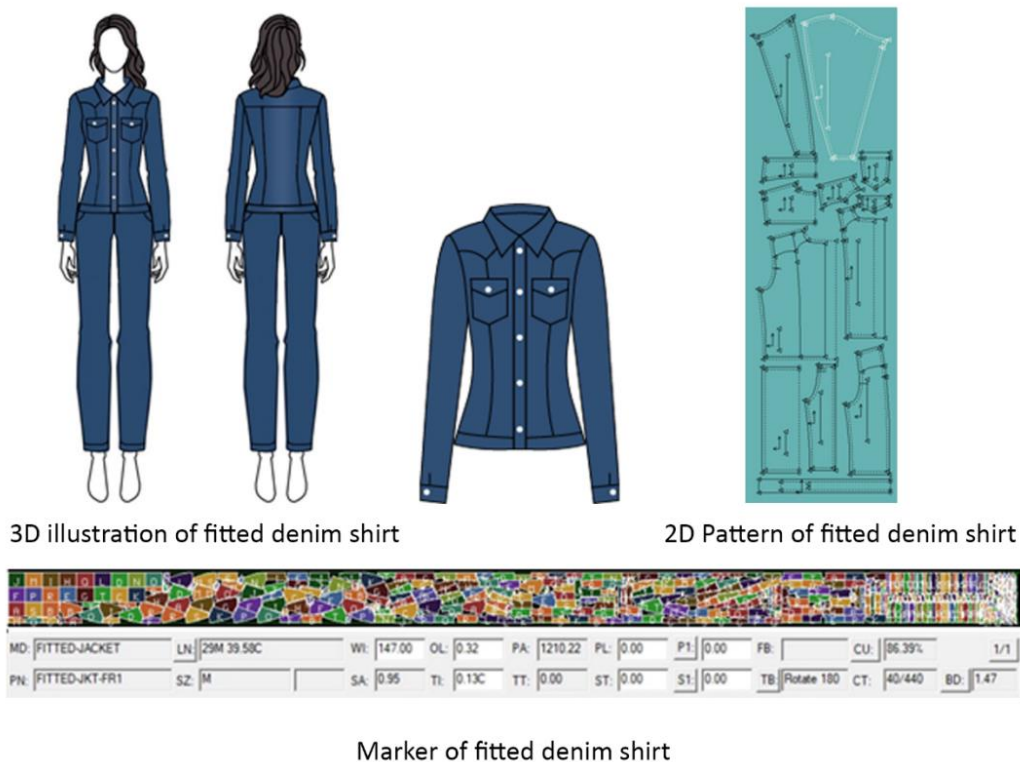 3D illustration of fitted denim shirt
2D Pattern of fitted denim shirt
MD: FITTED-JACKET LN: 29M 39.58C WI: 147.00 OL: 0.32 PA: 1210.22 PL: 0.00 P1: 0.00 FB: CU: 86.39% 1/1
PN: FITTED-JKT-FR1 SZ: M SA: 0.95 TI: 0.13C TT: 0.00 ST: 0.00 S1: 0.00 TB: Rotate 180 CT: 40/440 BD: 1.47
Marker of fitted denim shirt